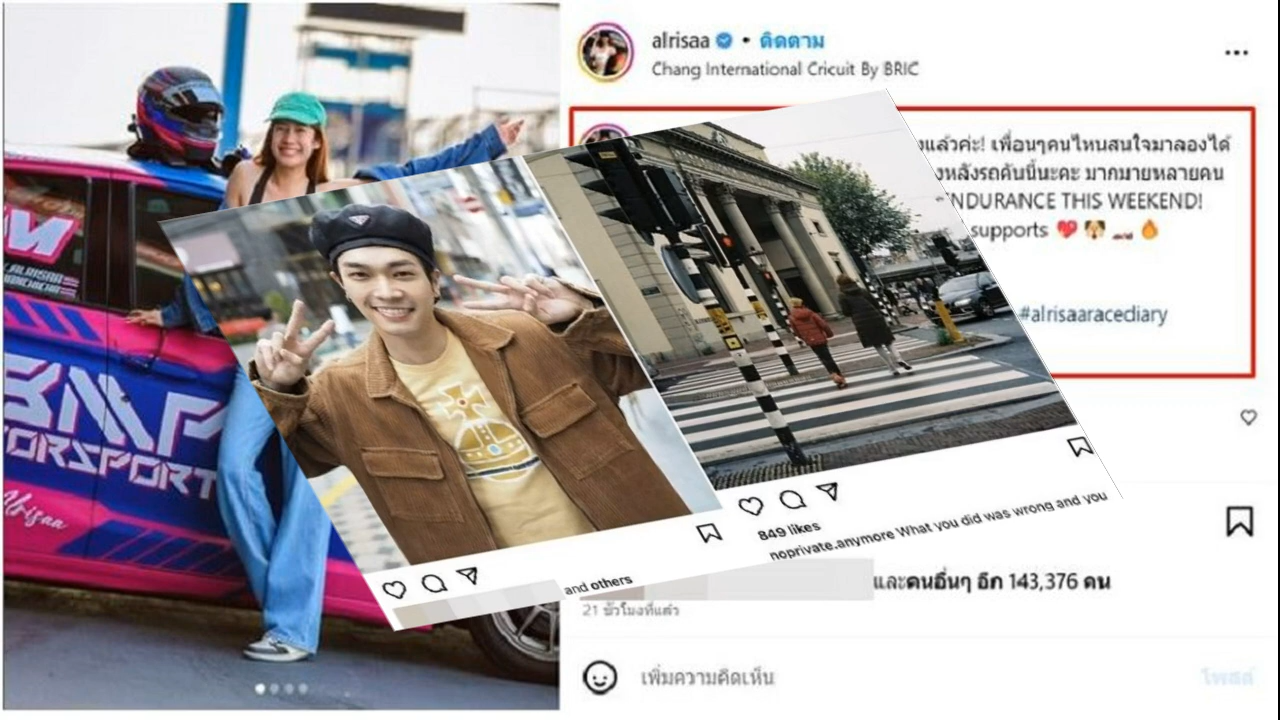 alrisaa • ติดตาม
Chang International Cricuit By BRIC
แล้วค่ะ! เพื่อนๆคนไหนสนใจมาลองได้
หลังรถคันนี้นะคะ มากมายหลายคน
ENDURANCE THIS WEEKEND!
supports ❤️🐶🏎️🔥
#alrisaaracediary
และคนอื่นๆ อีก 143,376 คน
21 ชั่วโมงที่แล้ว
เพิ่มความคิดเห็น
โพสต์
849 likes
noprivate.anymore What you did was wrong and you
and others
ALRISAA
BMP
MOTORSPORT
Alrisaa